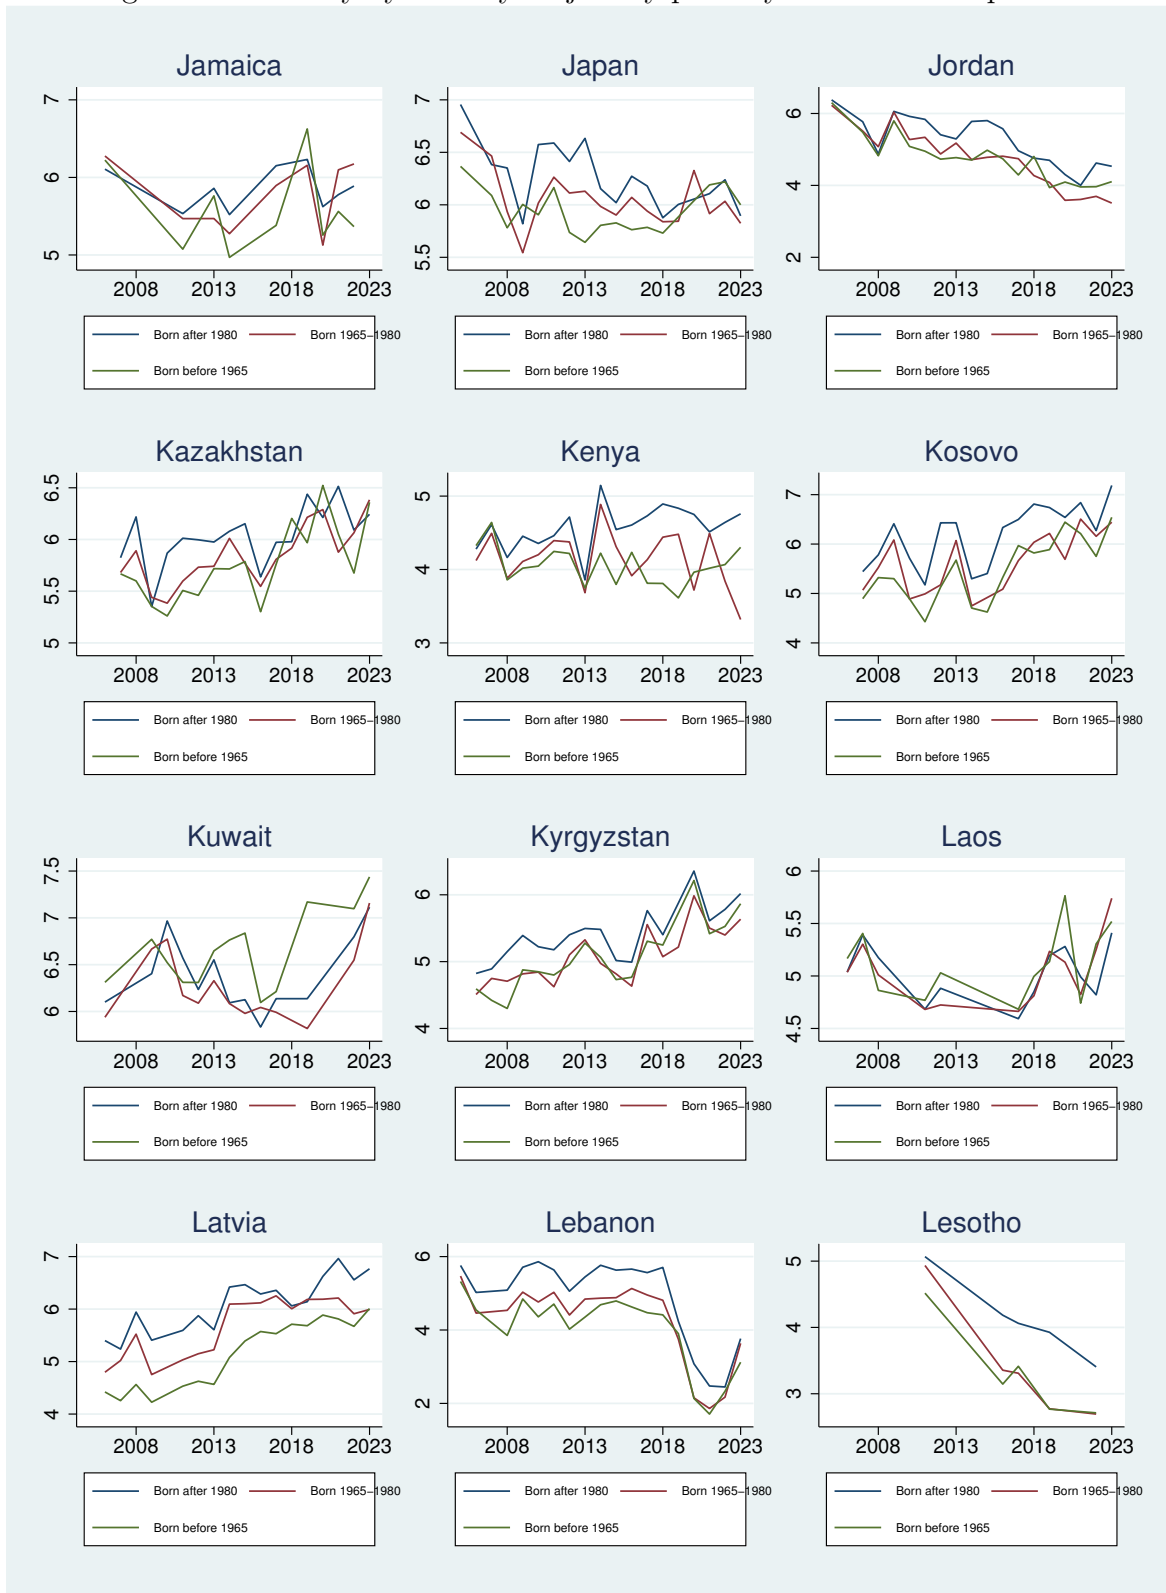 Jamaica Japan Jordan
7 7 6
6.5
6 6 4
5.5
5 2
2008 2013 2018 2023 2008 2013 2018 2023 2008 2013 2018 2023
Born after 1980 Born 1965–1980 Born after 1980 Born 1965–1980 Born after 1980 Born 1965–1980
Born before 1965 Born before 1965 Born before 1965
Kazakhstan Kenya Kosovo
6.5 5 7
6 4 6
5.5 5
5 3 4
2008 2013 2018 2023 2008 2013 2018 2023 2008 2013 2018 2023
Born after 1980 Born 1965–1980 Born after 1980 Born 1965–1980 Born after 1980 Born 1965–1980
Born before 1965 Born before 1965 Born before 1965
Kuwait Kyrgyzstan Laos
7.5 6 6
7 5.5
6.5 5 5
6 4 4.5
2008 2013 2018 2023 2008 2013 2018 2023 2008 2013 2018 2023
Born after 1980 Born 1965–1980 Born after 1980 Born 1965–1980 Born after 1980 Born 1965–1980
Born before 1965 Born before 1965 Born before 1965
Latvia Lebanon Lesotho
7 6 5
6 4 4
5 3
4 2
2008 2013 2018 2023 2008 2013 2018 2023 2008 2013 2018 2023
Born after 1980 Born 1965–1980 Born after 1980 Born 1965–1980 Born after 1980 Born 1965–1980
Born before 1965 Born before 1965 Born before 1965